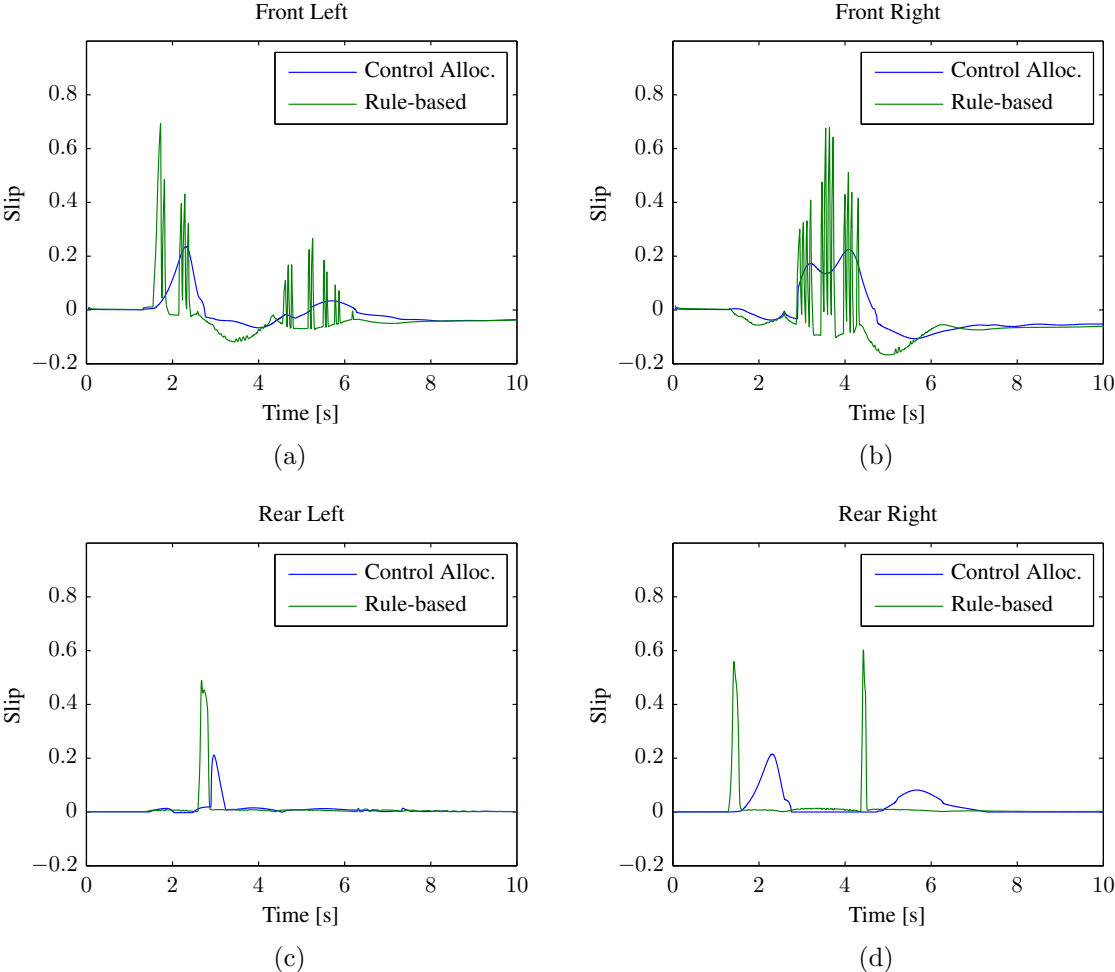 Front Left
Control Alloc.
Rule-based
Slip
0.8
0.6
0.4
0.2
0
−0.2
0 2 4 6 8 10
Time [s]
(a)
Front Right
Control Alloc.
Rule-based
Slip
0.8
0.6
0.4
0.2
0
−0.2
0 2 4 6 8 10
Time [s]
(b)
Rear Left
Control Alloc.
Rule-based
Slip
0.8
0.6
0.4
0.2
0
−0.2
0 2 4 6 8 10
Time [s]
(c)
Rear Right
Control Alloc.
Rule-based
Slip
0.8
0.6
0.4
0.2
0
−0.2
0 2 4 6 8 10
Time [s]
(d)